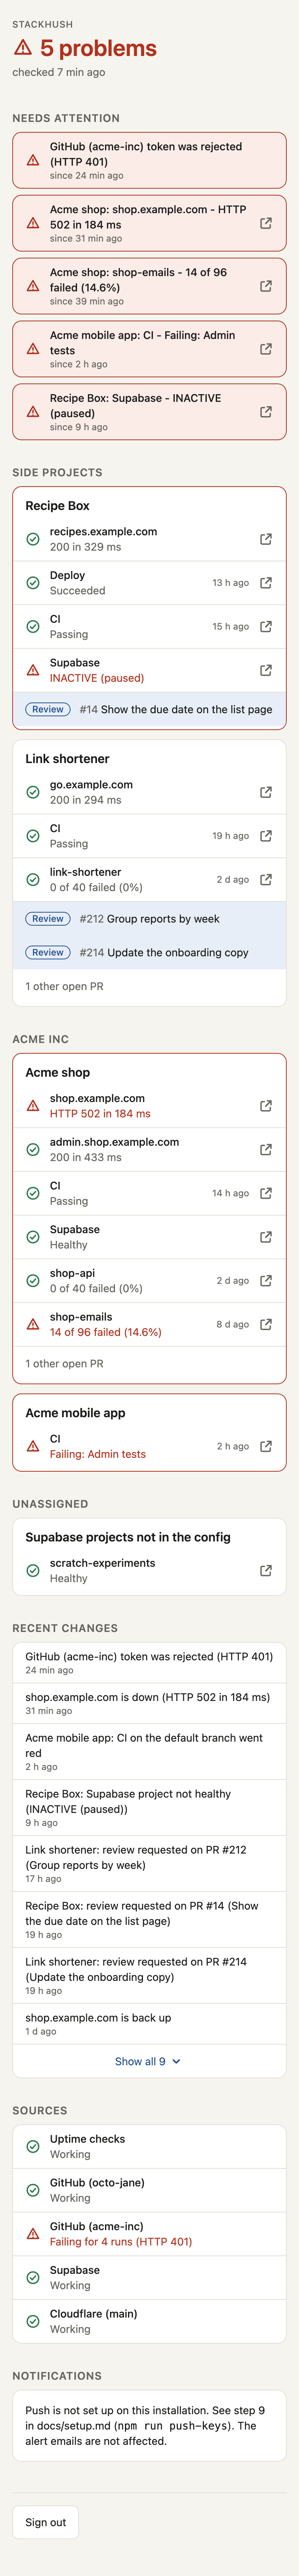 STACKHUSH
5 problems
checked 7 min ago
NEEDS ATTENTION
GitHub (acme-inc) token was rejected
(HTTP 401)
since 24 min ago
Acme shop: shop.example.com - HTTP
502 in 184 ms
since 31 min ago
Acme shop: shop-emails - 14 of 96
failed (14.6%)
since 39 min ago
Acme mobile app: CI - Failing: Admin
tests
since 2 h ago
Recipe Box: Supabase - INACTIVE
(paused)
since 9 h ago
SIDE PROJECTS
Recipe Box
recipes.example.com
200 in 329 ms
Deploy
Succeeded
13 h ago
CI
Passing
15 h ago
Supabase
INACTIVE (paused)
Review #14 Show the due date on the list page
Link shortener
go.example.com
200 in 294 ms
CI
Passing
19 h ago
link-shortener
0 of 40 failed (0%)
2 d ago
Review #212 Group reports by week
Review #214 Update the onboarding copy
1 other open PR
ACME INC
Acme shop
shop.example.com
HTTP 502 in 184 ms
admin.shop.example.com
200 in 433 ms
CI
Passing
14 h ago
Supabase
Healthy
shop-api
0 of 40 failed (0%)
2 d ago
shop-emails
14 of 96 failed (14.6%)
8 d ago
1 other open PR
Acme mobile app
CI
Failing: Admin tests
2 h ago
UNASSIGNED
Supabase projects not in the config
scratch-experiments
Healthy
RECENT CHANGES
GitHub (acme-inc) token was rejected (HTTP 401)
24 min ago
shop.example.com is down (HTTP 502 in 184 ms)
31 min ago
Acme mobile app: CI on the default branch went
red
2 h ago
Recipe Box: Supabase project not healthy
(INACTIVE (paused))
9 h ago
Link shortener: review requested on PR #212
(Group reports by week)
17 h ago
Recipe Box: review requested on PR #14 (Show
the due date on the list page)
19 h ago
Link shortener: review requested on PR #214
(Update the onboarding copy)
19 h ago
shop.example.com is back up
1 d ago
Show all 9
SOURCES
Uptime checks
Working
GitHub (octo-jane)
Working
GitHub (acme-inc)
Failing for 4 runs (HTTP 401)
Supabase
Working
Cloudflare (main)
Working
NOTIFICATIONS
Push is not set up on this installation. See step 9
in docs/setup.md (npm run push-keys). The
alert emails are not affected.
Sign out